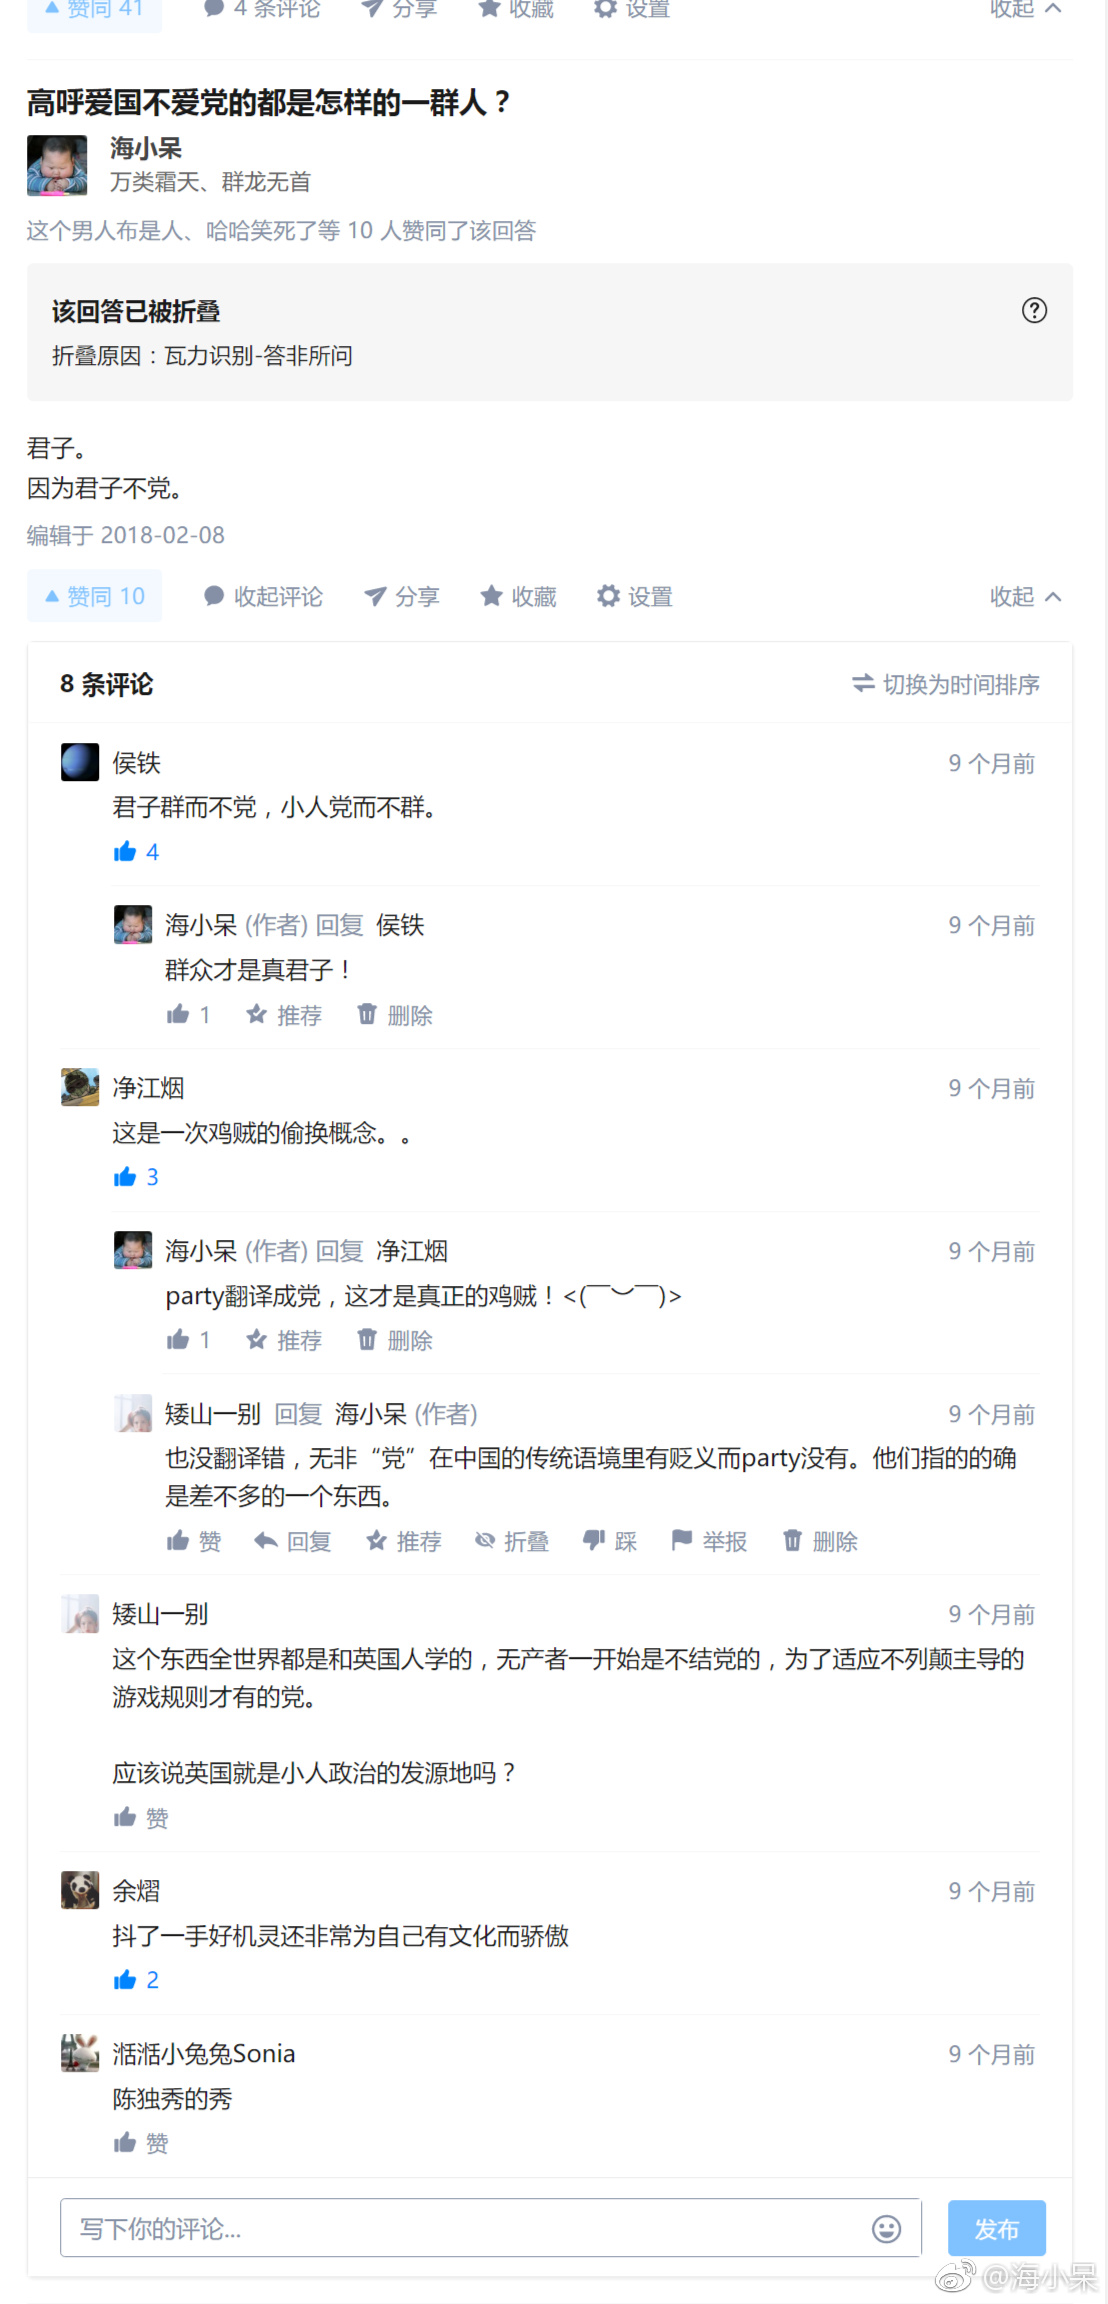 赞同 41 4 条评论 分享 收藏 设置 收起
高呼爱国不爱党的都是怎样的一群人？
海小呆
万类霜天、群龙无首
这个男人布是人、哈哈笑死了等 10 人赞同了该回答
该回答已被折叠
折叠原因：瓦力识别-答非所问
君子。
因为君子不党。
编辑于 2018-02-08
赞同 10 收起评论 分享 收藏 设置 收起
8 条评论 切换为时间排序
侯铁 9 个月前
君子群而不党，小人党而不群。
4
海小呆 (作者) 回复 侯铁 9 个月前
群众才是真君子！
1 推荐 删除
净江烟 9 个月前
这是一次鸡贼的偷换概念。。
3
海小呆 (作者) 回复 净江烟 9 个月前
party翻译成党，这才是真正的鸡贼！<(￣︶￣)>
1 推荐 删除
矮山一别 回复 海小呆 (作者) 9 个月前
也没翻译错，无非“党”在中国的传统语境里有贬义而party没有。他们指的的确
是差不多的一个东西。
赞 回复 推荐 折叠 踩 举报 删除
矮山一别 9 个月前
这个东西全世界都是和英国人学的，无产者一开始是不结党的，为了适应不列颠主导的
游戏规则才有的党。
应该说英国就是小人政治的发源地吗？
赞
余熠 9 个月前
抖了一手好机灵还非常为自己有文化而骄傲
2
湉湉小兔兔Sonia 9 个月前
陈独秀的秀
赞
写下你的评论... 发布
@海小呆